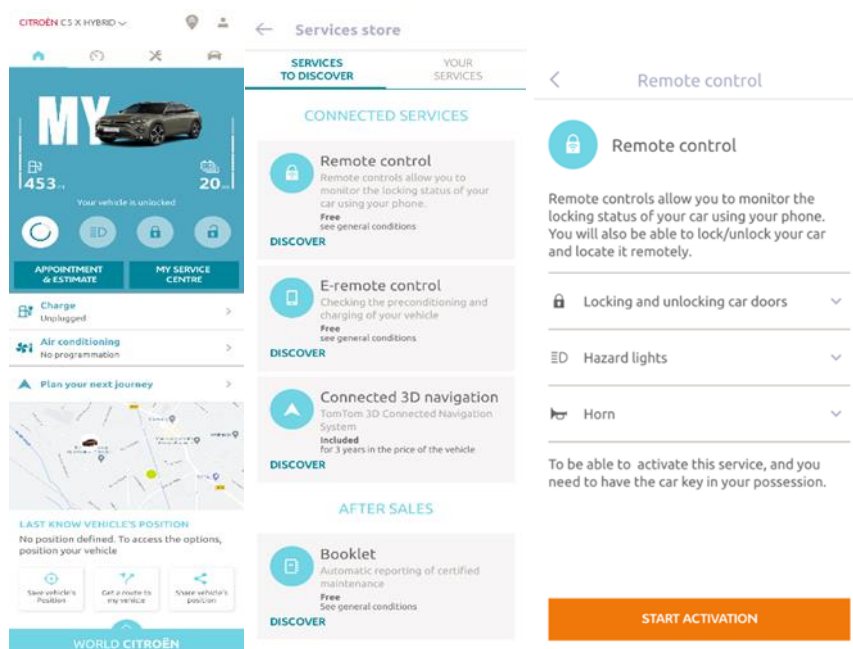 CITROËN C5 X HYBRID
MY
453
20
Your vehicle is unlocked
APPOINTMENT
& ESTIMATE
MY SERVICE
CENTRE
Charge
Unplugged
Air conditioning
No programmation
Plan your next journey
LAST KNOW VEHICLE'S POSITION
No position defined. To access the options,
position your vehicle
Save vehicle's
Position
Get a route to
my vehicle
Share vehicle's
position
WORLD CITROËN
Services store
SERVICES
TO DISCOVER
YOUR
SERVICES
CONNECTED SERVICES
Remote control
Remote controls allow you to
monitor the locking status of your
car using your phone.
Free
see general conditions
DISCOVER
E-remote control
Checking the preconditioning and
charging of your vehicle
Free
see general conditions
DISCOVER
Connected 3D navigation
TomTom 3D Connected Navigation
System
Included
for 3 years in the price of the vehicle
DISCOVER
AFTER SALES
Booklet
Automatic reporting of certified
maintenance
Free
See general conditions
DISCOVER
Remote control
Remote control
Remote controls allow you to monitor the
locking status of your car using your phone.
You will also be able to lock/unlock your car
and locate it remotely.
Locking and unlocking car doors
Hazard lights
Horn
To be able to activate this service, and you
need to have the car key in your possession.
START ACTIVATION